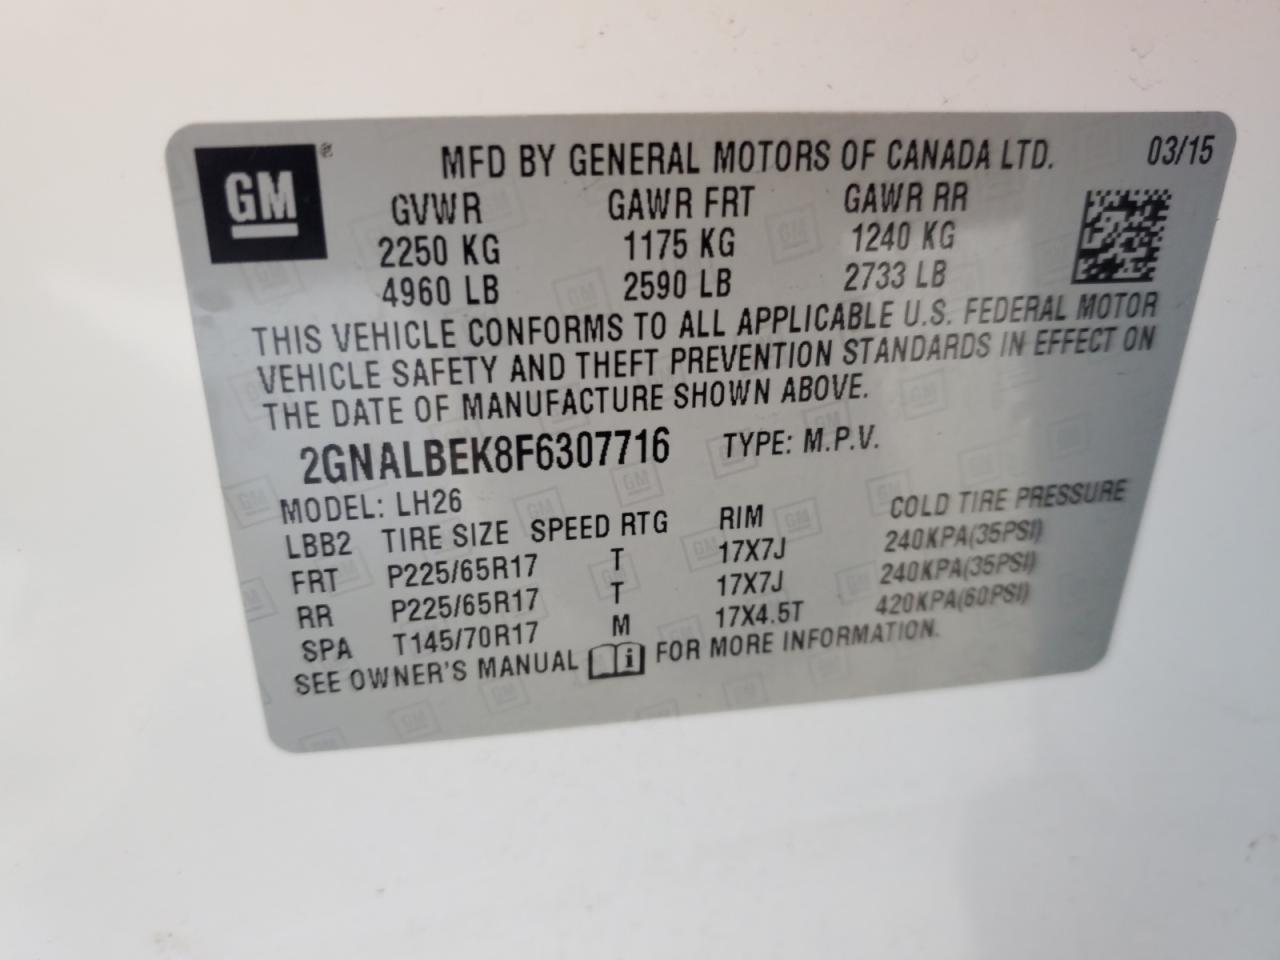 GM®
MFD BY GENERAL MOTORS OF CANADA LTD. 03/15
GVWR GAWR FRT GAWR RR
2250 KG 1175 KG 1240 KG
4960 LB 2590 LB 2733 LB
THIS VEHICLE CONFORMS TO ALL APPLICABLE U.S. FEDERAL MOTOR
VEHICLE SAFETY AND THEFT PREVENTION STANDARDS IN EFFECT ON
THE DATE OF MANUFACTURE SHOWN ABOVE.
2GNALBEK8F6307716 TYPE: M.P.V.
MODEL: LH26
LBB2 TIRE SIZE SPEED RTG RIM COLD TIRE PRESSURE
FRT P225/65R17 T 17X7J 240KPA(35PSI)
RR P225/65R17 T 17X7J 240KPA(35PSI)
SPA T145/70R17 M 17X4.5T 420KPA(60PSI)
SEE OWNER'S MANUAL i FOR MORE INFORMATION.